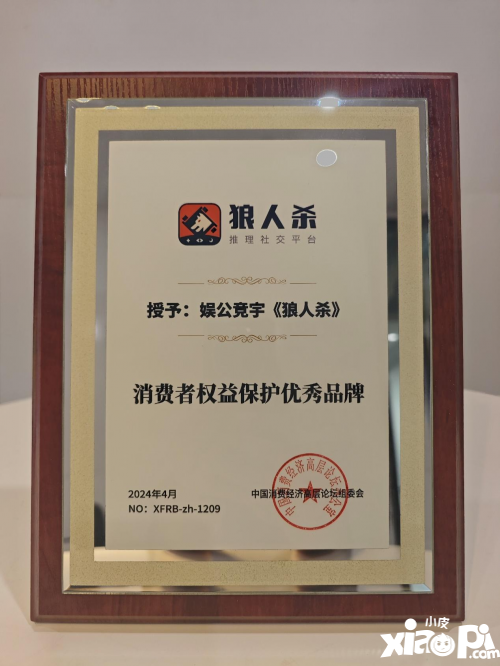 狼人杀
推理社交平台
授予：娱公竞宇《狼人杀》
消费者权益保护优秀品牌
2024年4月
中国消费经济高层论坛组委会
NO：XFRB-zh-1209
小皮
xiaopi.com